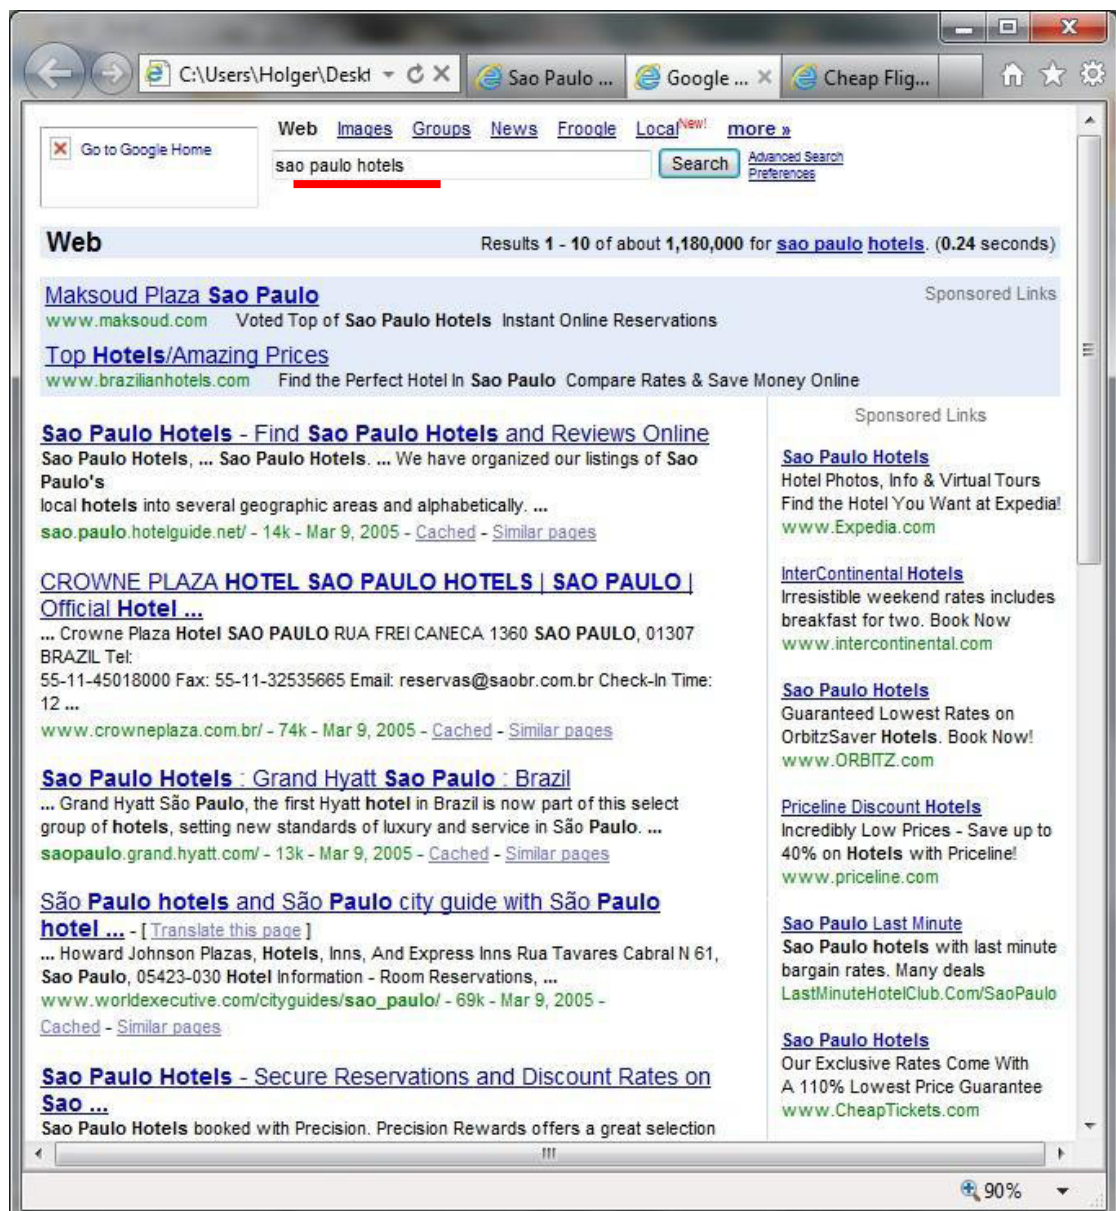 C:\Users\Holger\Deskt
Sao Paulo ...
Google ...
Cheap Flig...
Go to Google Home
Web Images Groups News Froogle Local New! more »
sao paulo hotels
Search
Advanced Search
Preferences
Web
Results 1 - 10 of about 1,180,000 for sao paulo hotels. (0.24 seconds)
Maksoud Plaza Sao Paulo
Sponsored Links
www.maksoud.com Voted Top of Sao Paulo Hotels Instant Online Reservations
Top Hotels/Amazing Prices
www.brazilianhotels.com Find the Perfect Hotel In Sao Paulo Compare Rates & Save Money Online
Sao Paulo Hotels - Find Sao Paulo Hotels and Reviews Online
Sao Paulo Hotels, ... Sao Paulo Hotels. ... We have organized our listings of Sao
Paulo's
local hotels into several geographic areas and alphabetically. ...
sao.paulo.hotelguide.net/ - 14k - Mar 9, 2005 - Cached - Similar pages
CROWNE PLAZA HOTEL SAO PAULO HOTELS | SAO PAULO |
Official Hotel ...
... Crowne Plaza Hotel SAO PAULO RUA FREI CANECA 1360 SAO PAULO, 01307
BRAZIL Tel:
55-11-45018000 Fax: 55-11-32535665 Email: reservas@saobr.com.br Check-In Time:
12 ...
www.crowneplaza.com.br/ - 74k - Mar 9, 2005 - Cached - Similar pages
Sao Paulo Hotels : Grand Hyatt Sao Paulo : Brazil
... Grand Hyatt São Paulo, the first Hyatt hotel in Brazil is now part of this select
group of hotels, setting new standards of luxury and service in São Paulo. ...
saopaulo.grand.hyatt.com/ - 13k - Mar 9, 2005 - Cached - Similar pages
São Paulo hotels and São Paulo city guide with São Paulo
hotel ... - [ Translate this page ]
... Howard Johnson Plazas, Hotels, Inns, And Express Inns Rua Tavares Cabral N 61,
Sao Paulo, 05423-030 Hotel Information - Room Reservations, ...
www.worldexecutive.com/cityguides/sao_paulo/ - 69k - Mar 9, 2005 -
Cached - Similar pages
Sao Paulo Hotels - Secure Reservations and Discount Rates on
Sao ...
Sao Paulo Hotels booked with Precision. Precision Rewards offers a great selection
Sponsored Links
Sao Paulo Hotels
Hotel Photos, Info & Virtual Tours
Find the Hotel You Want at Expedia!
www.Expedia.com
InterContinental Hotels
Irresistible weekend rates includes
breakfast for two. Book Now
www.intercontinental.com
Sao Paulo Hotels
Guaranteed Lowest Rates on
OrbitzSaver Hotels. Book Now!
www.ORBITZ.com
Priceline Discount Hotels
Incredibly Low Prices - Save up to
40% on Hotels with Priceline!
www.priceline.com
Sao Paulo Last Minute
Sao Paulo hotels with last minute
bargain rates. Many deals
LastMinuteHotelClub.Com/SaoPaulo
Sao Paulo Hotels
Our Exclusive Rates Come With
A 110% Lowest Price Guarantee
www.CheapTickets.com
90%